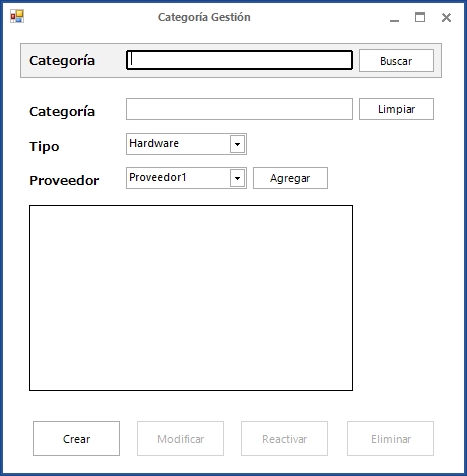 Categoría Gestión
Categoría Buscar
Categoría Limpiar
Tipo Hardware
Proveedor Proveedor1 Agregar
Crear Modificar Reactivar Eliminar